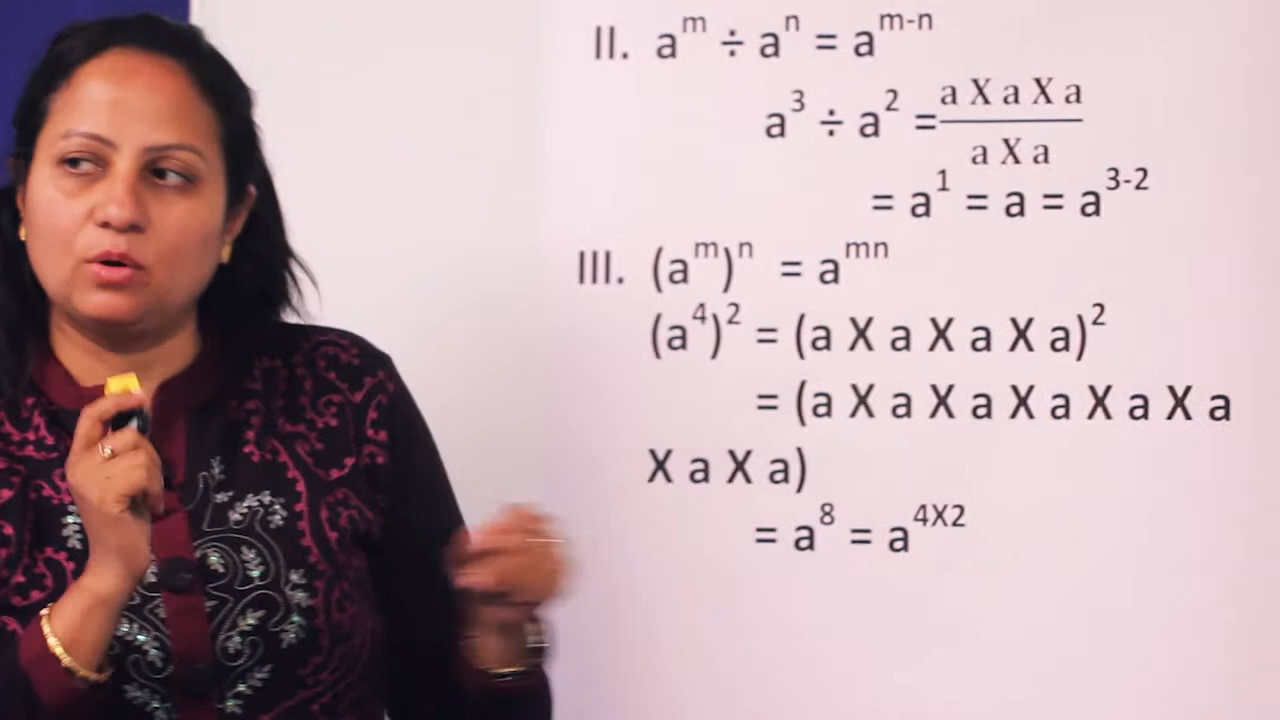 II. a^m ÷ a^n = a^m-n
a^3 ÷ a^2 = a X a X a
a X a
= a^1 = a = a^3-2
III. (a^m)^n = a^mn
(a^4)^2 = (a X a X a X a)^2
= (a X a X a X a X a X a
X a X a)
= a^8 = a^4X2